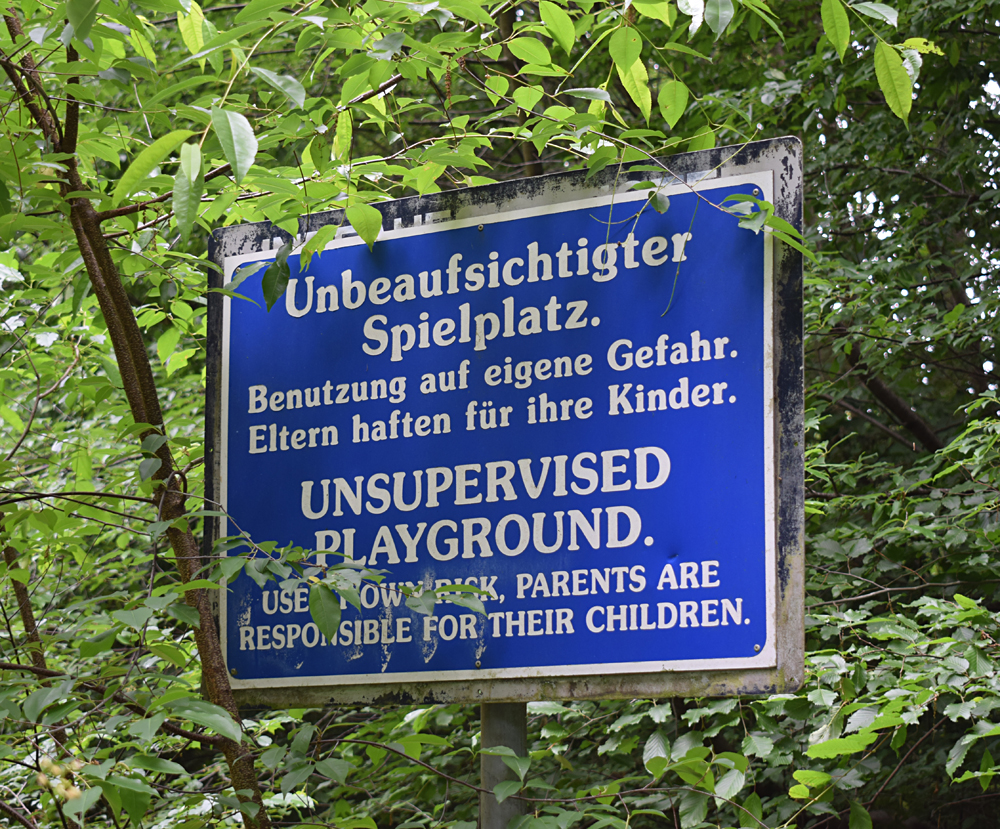 Unbeaufsichtigter
Spielplatz.
Benutzung auf eigene Gefahr.
Eltern haften für ihre Kinder.
UNSUPERVISED
PLAYGROUND.
USE OWN RISK, PARENTS ARE
RESPONSIBLE FOR THEIR CHILDREN.